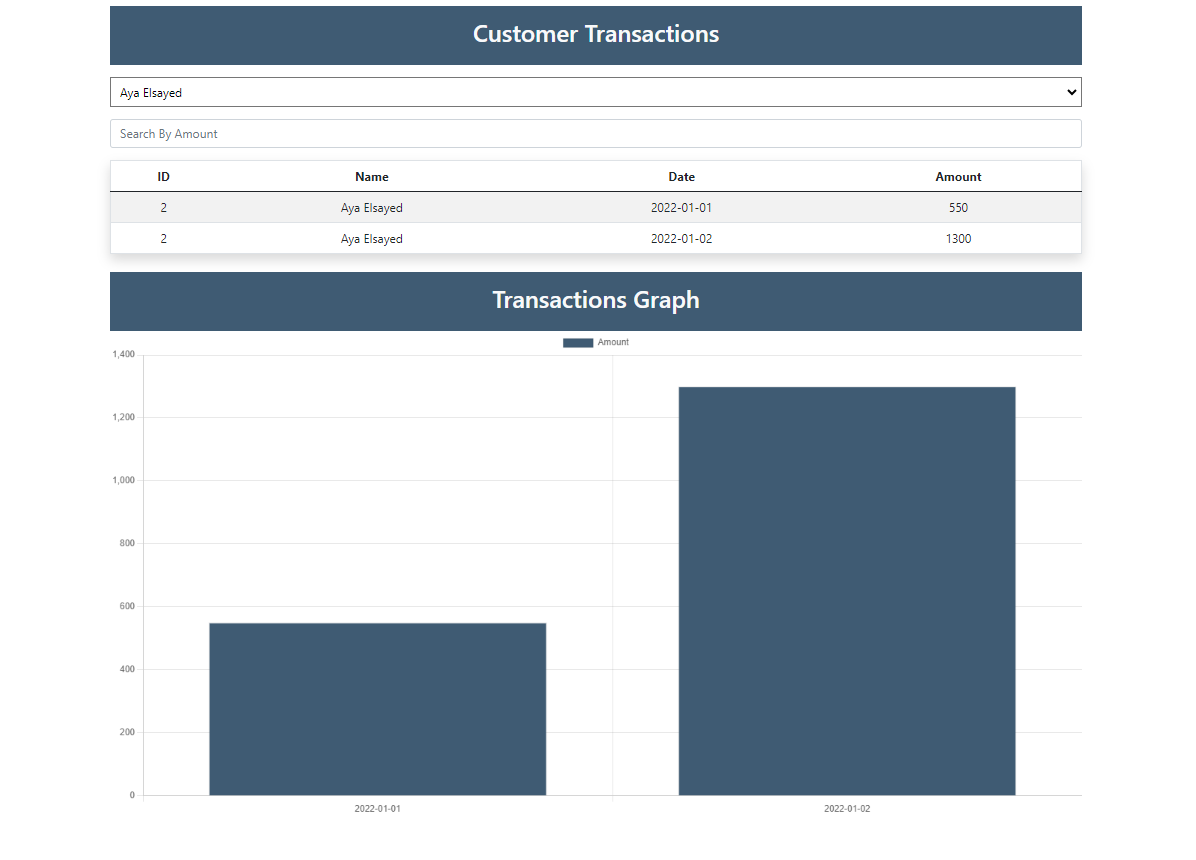 Customer Transactions
Aya Elsayed
Search By Amount
ID Name Date Amount
2 Aya Elsayed 2022-01-01 550
2 Aya Elsayed 2022-01-02 1300
Transactions Graph
Amount
1,400
1,200
1,000
800
600
400
200
0
2022-01-01 2022-01-02